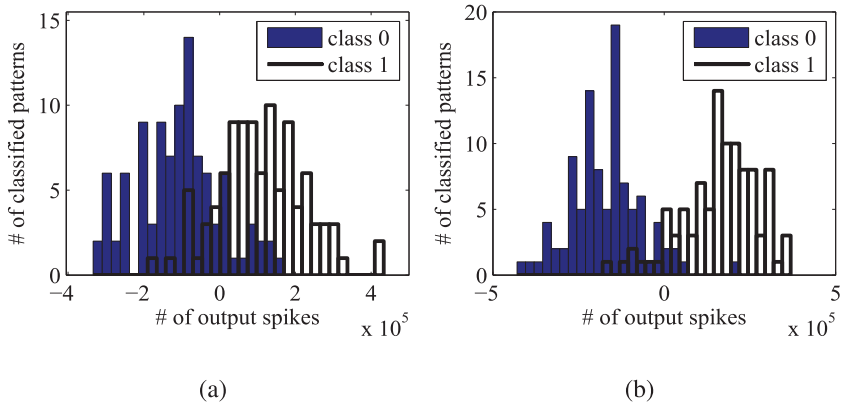 15
10
5
0
# of classified patterns
class 0
class 1
−4
−2
0
2
4
# of output spikes
x 10^5
(a)
20
15
10
5
0
# of classified patterns
class 0
class 1
−5
0
5
# of output spikes
x 10^5
(b)